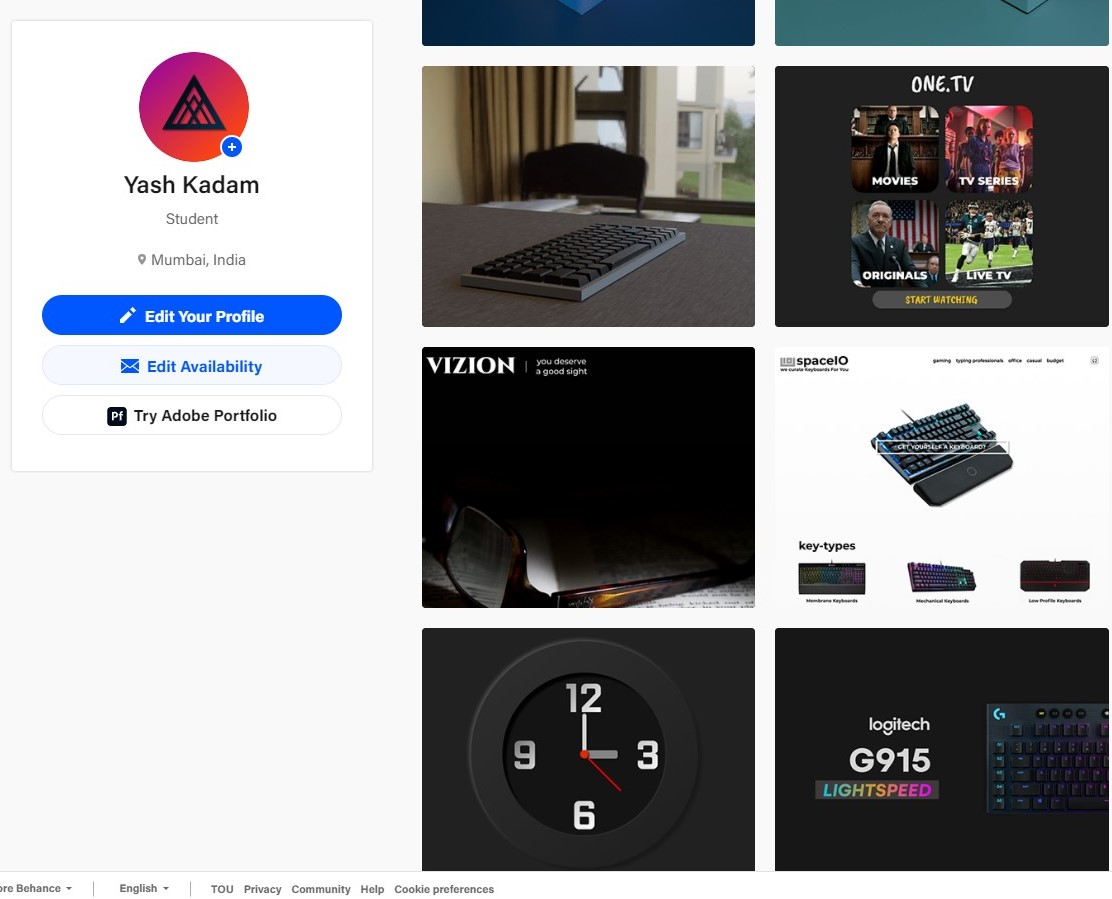 Yash Kadam
Student
Mumbai, India
Edit Your Profile
Edit Availability
Pf Try Adobe Portfolio
ONE.TV
MOVIES
TV SERIES
ORIGINALS
LIVE TV
START WATCHING
VIZION
you deserve
a good sight
spaceIO
we curate Keyboards For You
gaming typing professionals office casual budget
GET YOURSELF A KEYBOARD?
key-types
Membrane Keyboards
Mechanical Keyboards
Low Profile Keyboards
12
9
3
6
logitech
G915
LIGHTSPEED
ore Behance
English
TOU Privacy Community Help Cookie preferences